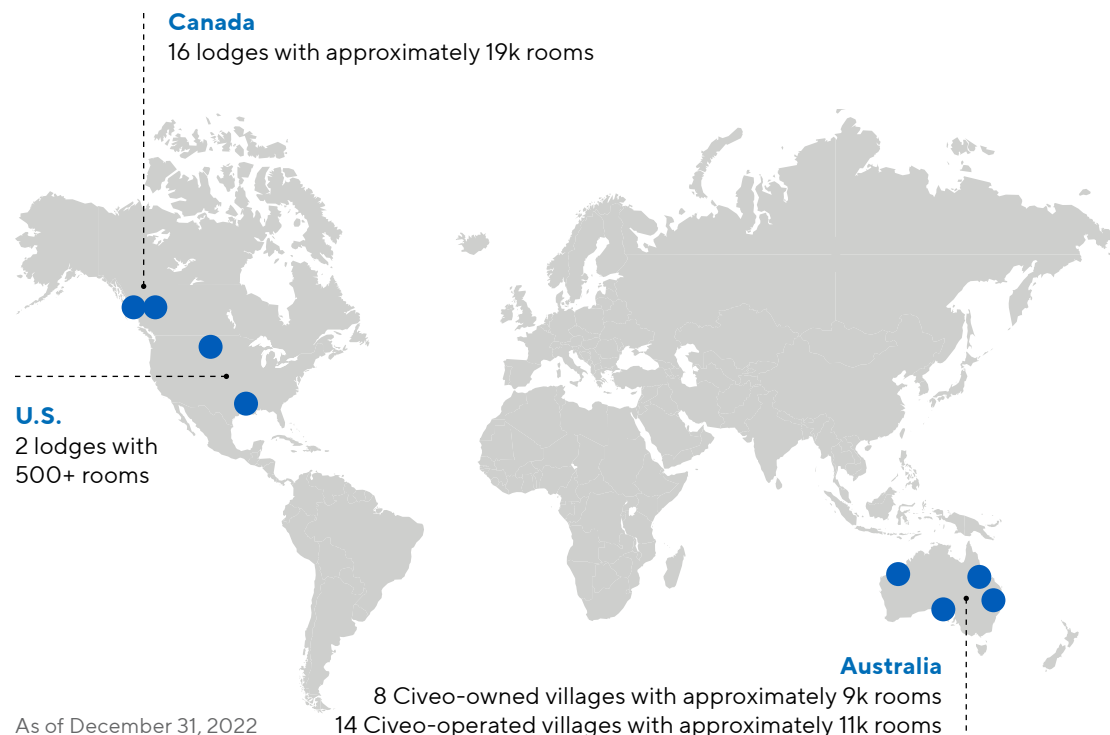 Canada
16 lodges with approximately 19k rooms
U.S.
2 lodges with
500+ rooms
Australia
8 Civeo-owned villages with approximately 9k rooms
14 Civeo-operated villages with approximately 11k rooms
As of December 31, 2022